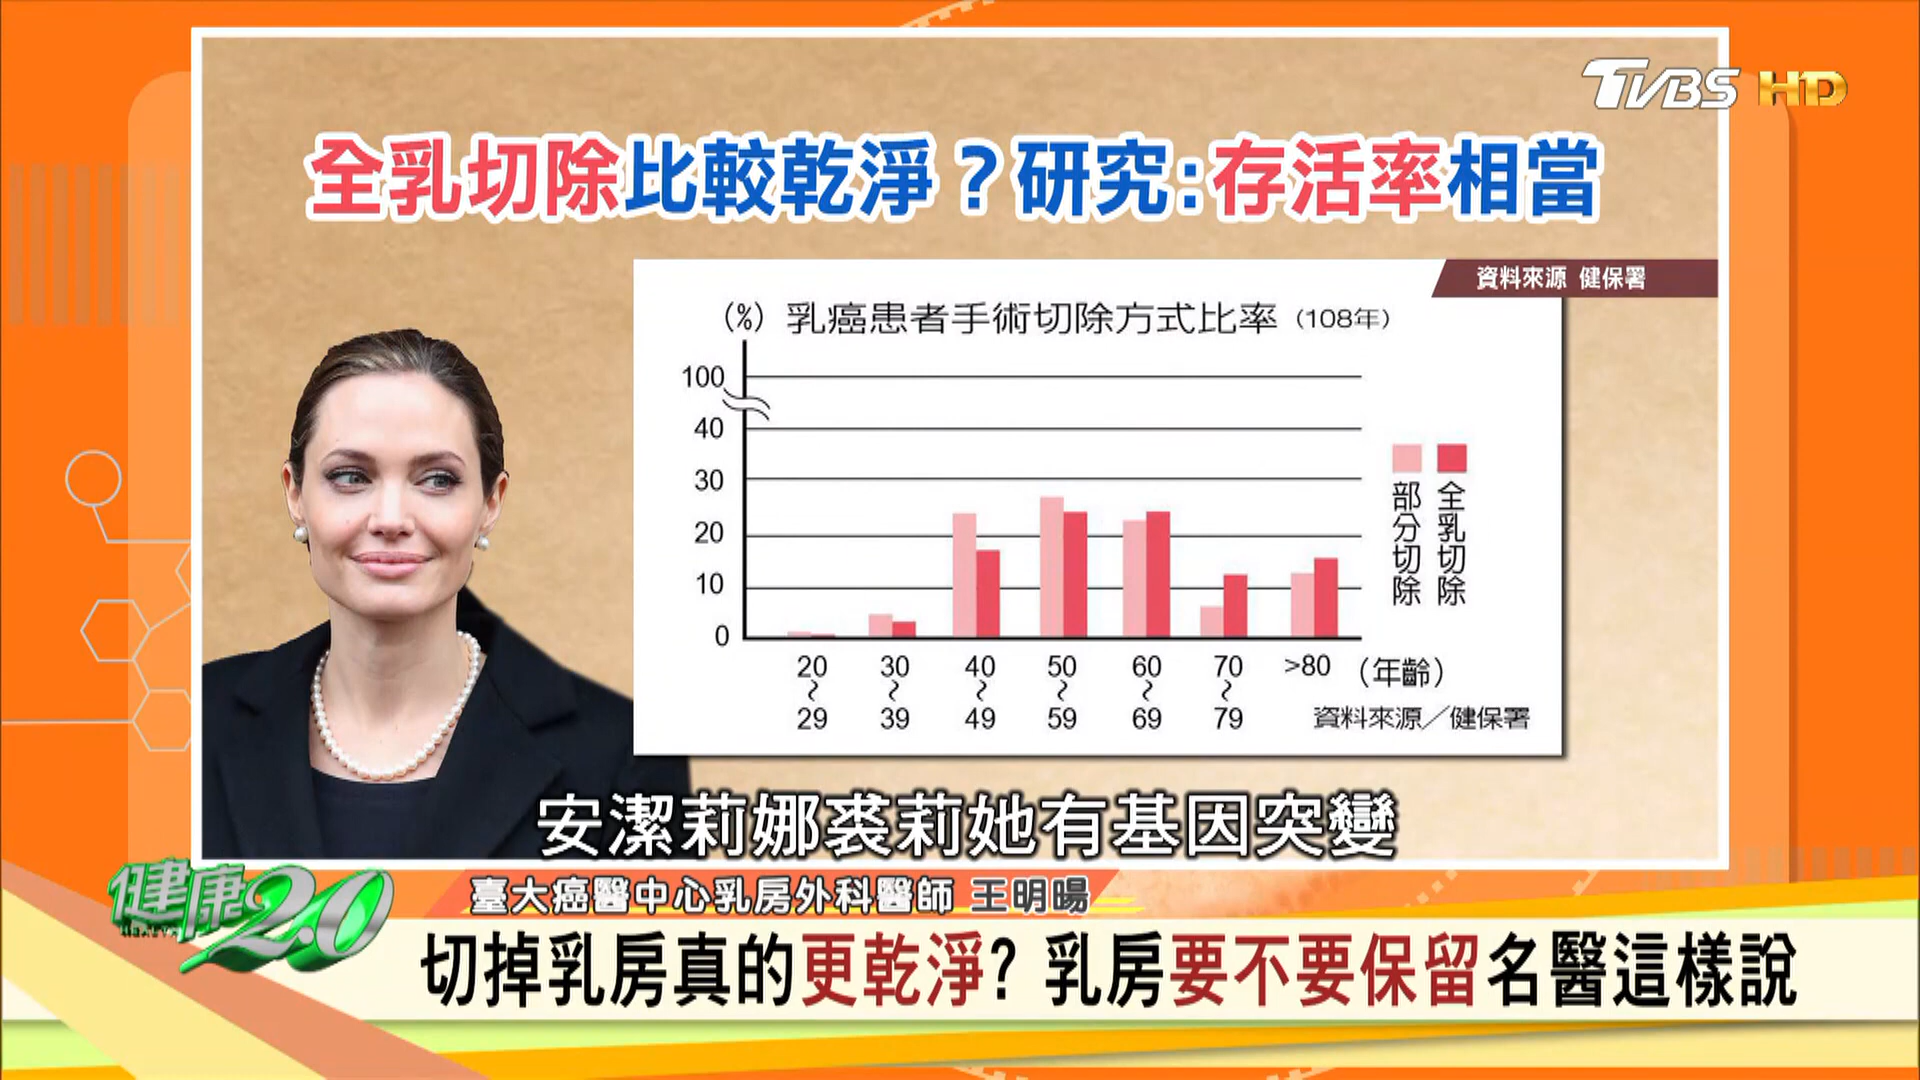 TVBS HD
全乳切除比較乾淨？研究:存活率相當
資料來源 健保署
(%) 乳癌患者手術切除方式比率 (108年)
100
40
30
20
10
0
部分切除
全乳切除
20~29
30~39
40~49
50~59
60~69
70~79
>80
(年齡)
資料來源／健保署
安潔莉娜裘莉她有基因突變
健康2.0
HEALTH
臺大癌醫中心乳房外科醫師 王明暘
切掉乳房真的更乾淨? 乳房要不要保留名醫這樣說